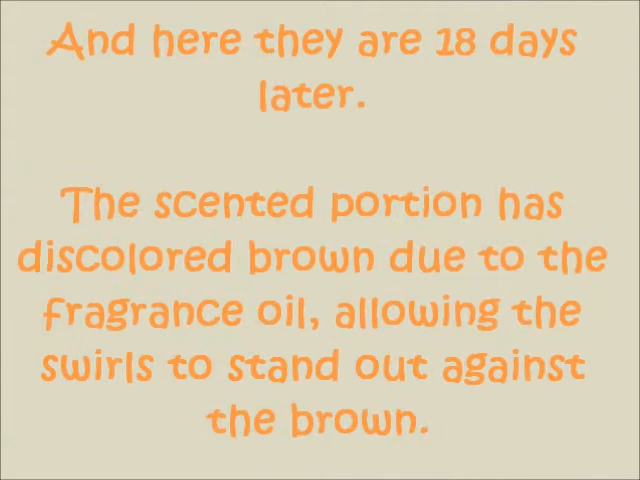 And here they are 18 days
later.
The scented portion has
discolored brown due to the
fragrance oil, allowing the
swirls to stand out against
the brown.